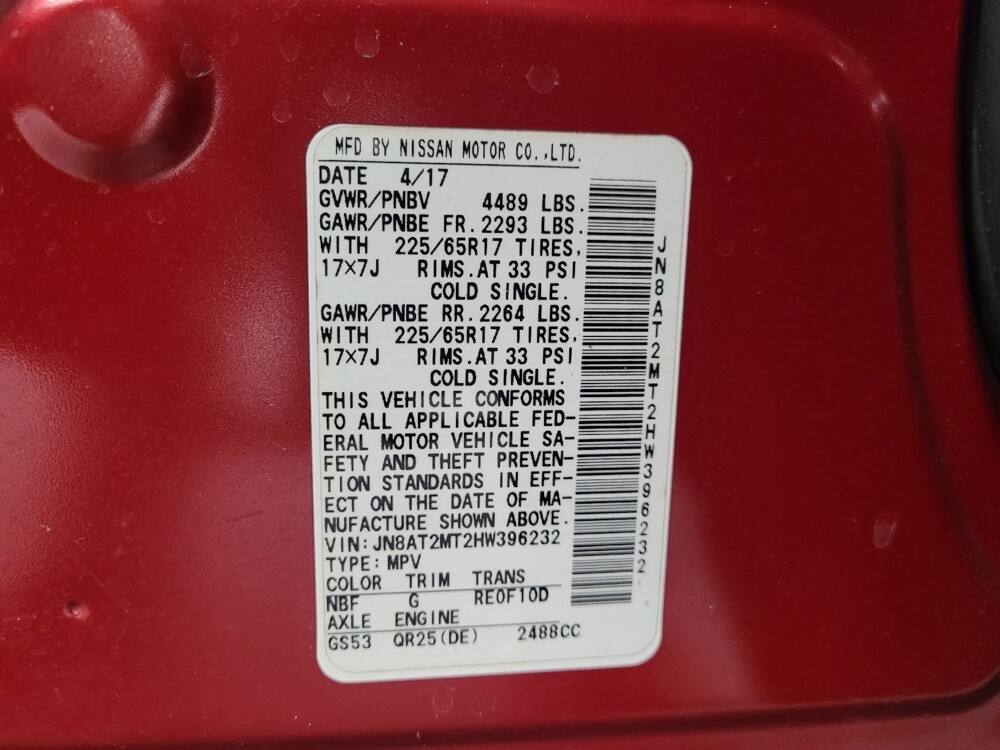 MFD BY NISSAN MOTOR CO.,LTD.
DATE 4/17
GVWR/PNBV 4489 LBS.
GAWR/PNBE FR. 2293 LBS.
WITH 225/65R17 TIRES,
17×7J RIMS. AT 33 PSI
COLD SINGLE.
GAWR/PNBE RR. 2264 LBS.
WITH 225/65R17 TIRES,
17×7J RIMS. AT 33 PSI
COLD SINGLE.
THIS VEHICLE CONFORMS
TO ALL APPLICABLE FED-
ERAL MOTOR VEHICLE SA-
FETY AND THEFT PREVEN-
TION STANDARDS IN EFF-
ECT ON THE DATE OF MA-
NUFACTURE SHOWN ABOVE.
VIN: JN8AT2MT2HW396232
TYPE: MPV
COLOR TRIM TRANS
NBF G RE0F10D
AXLE ENGINE
GS53 QR25(DE) 2488CC
JN8AT2MT2HW396232